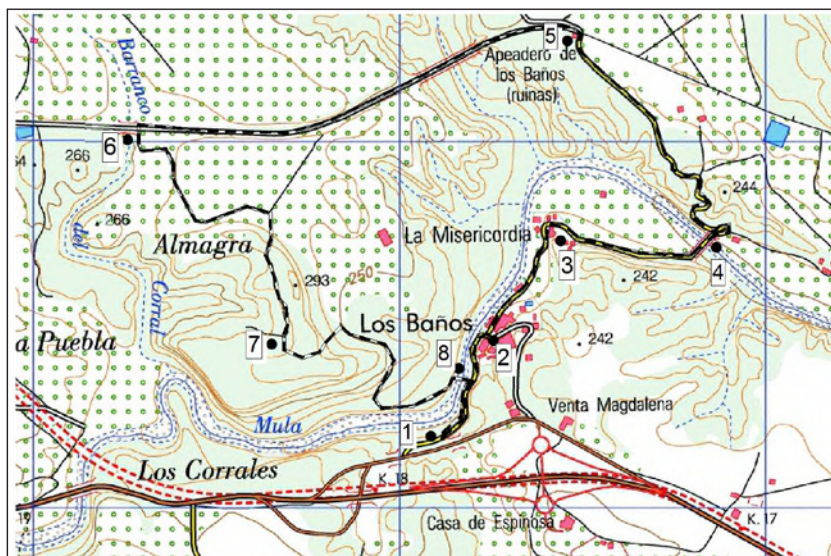 5
Apeadero de
los Baños
(ruinas)
Barranco
6
266
64
244
266
del
Almagra
La Misericordia
3
4
293
250
242
Corral
Los Baños
a Puebla
7
2
242
8
Mula
Venta Magdalena
1
Los Corrales
K. 18
19
Casa de Espinosa
K. 17